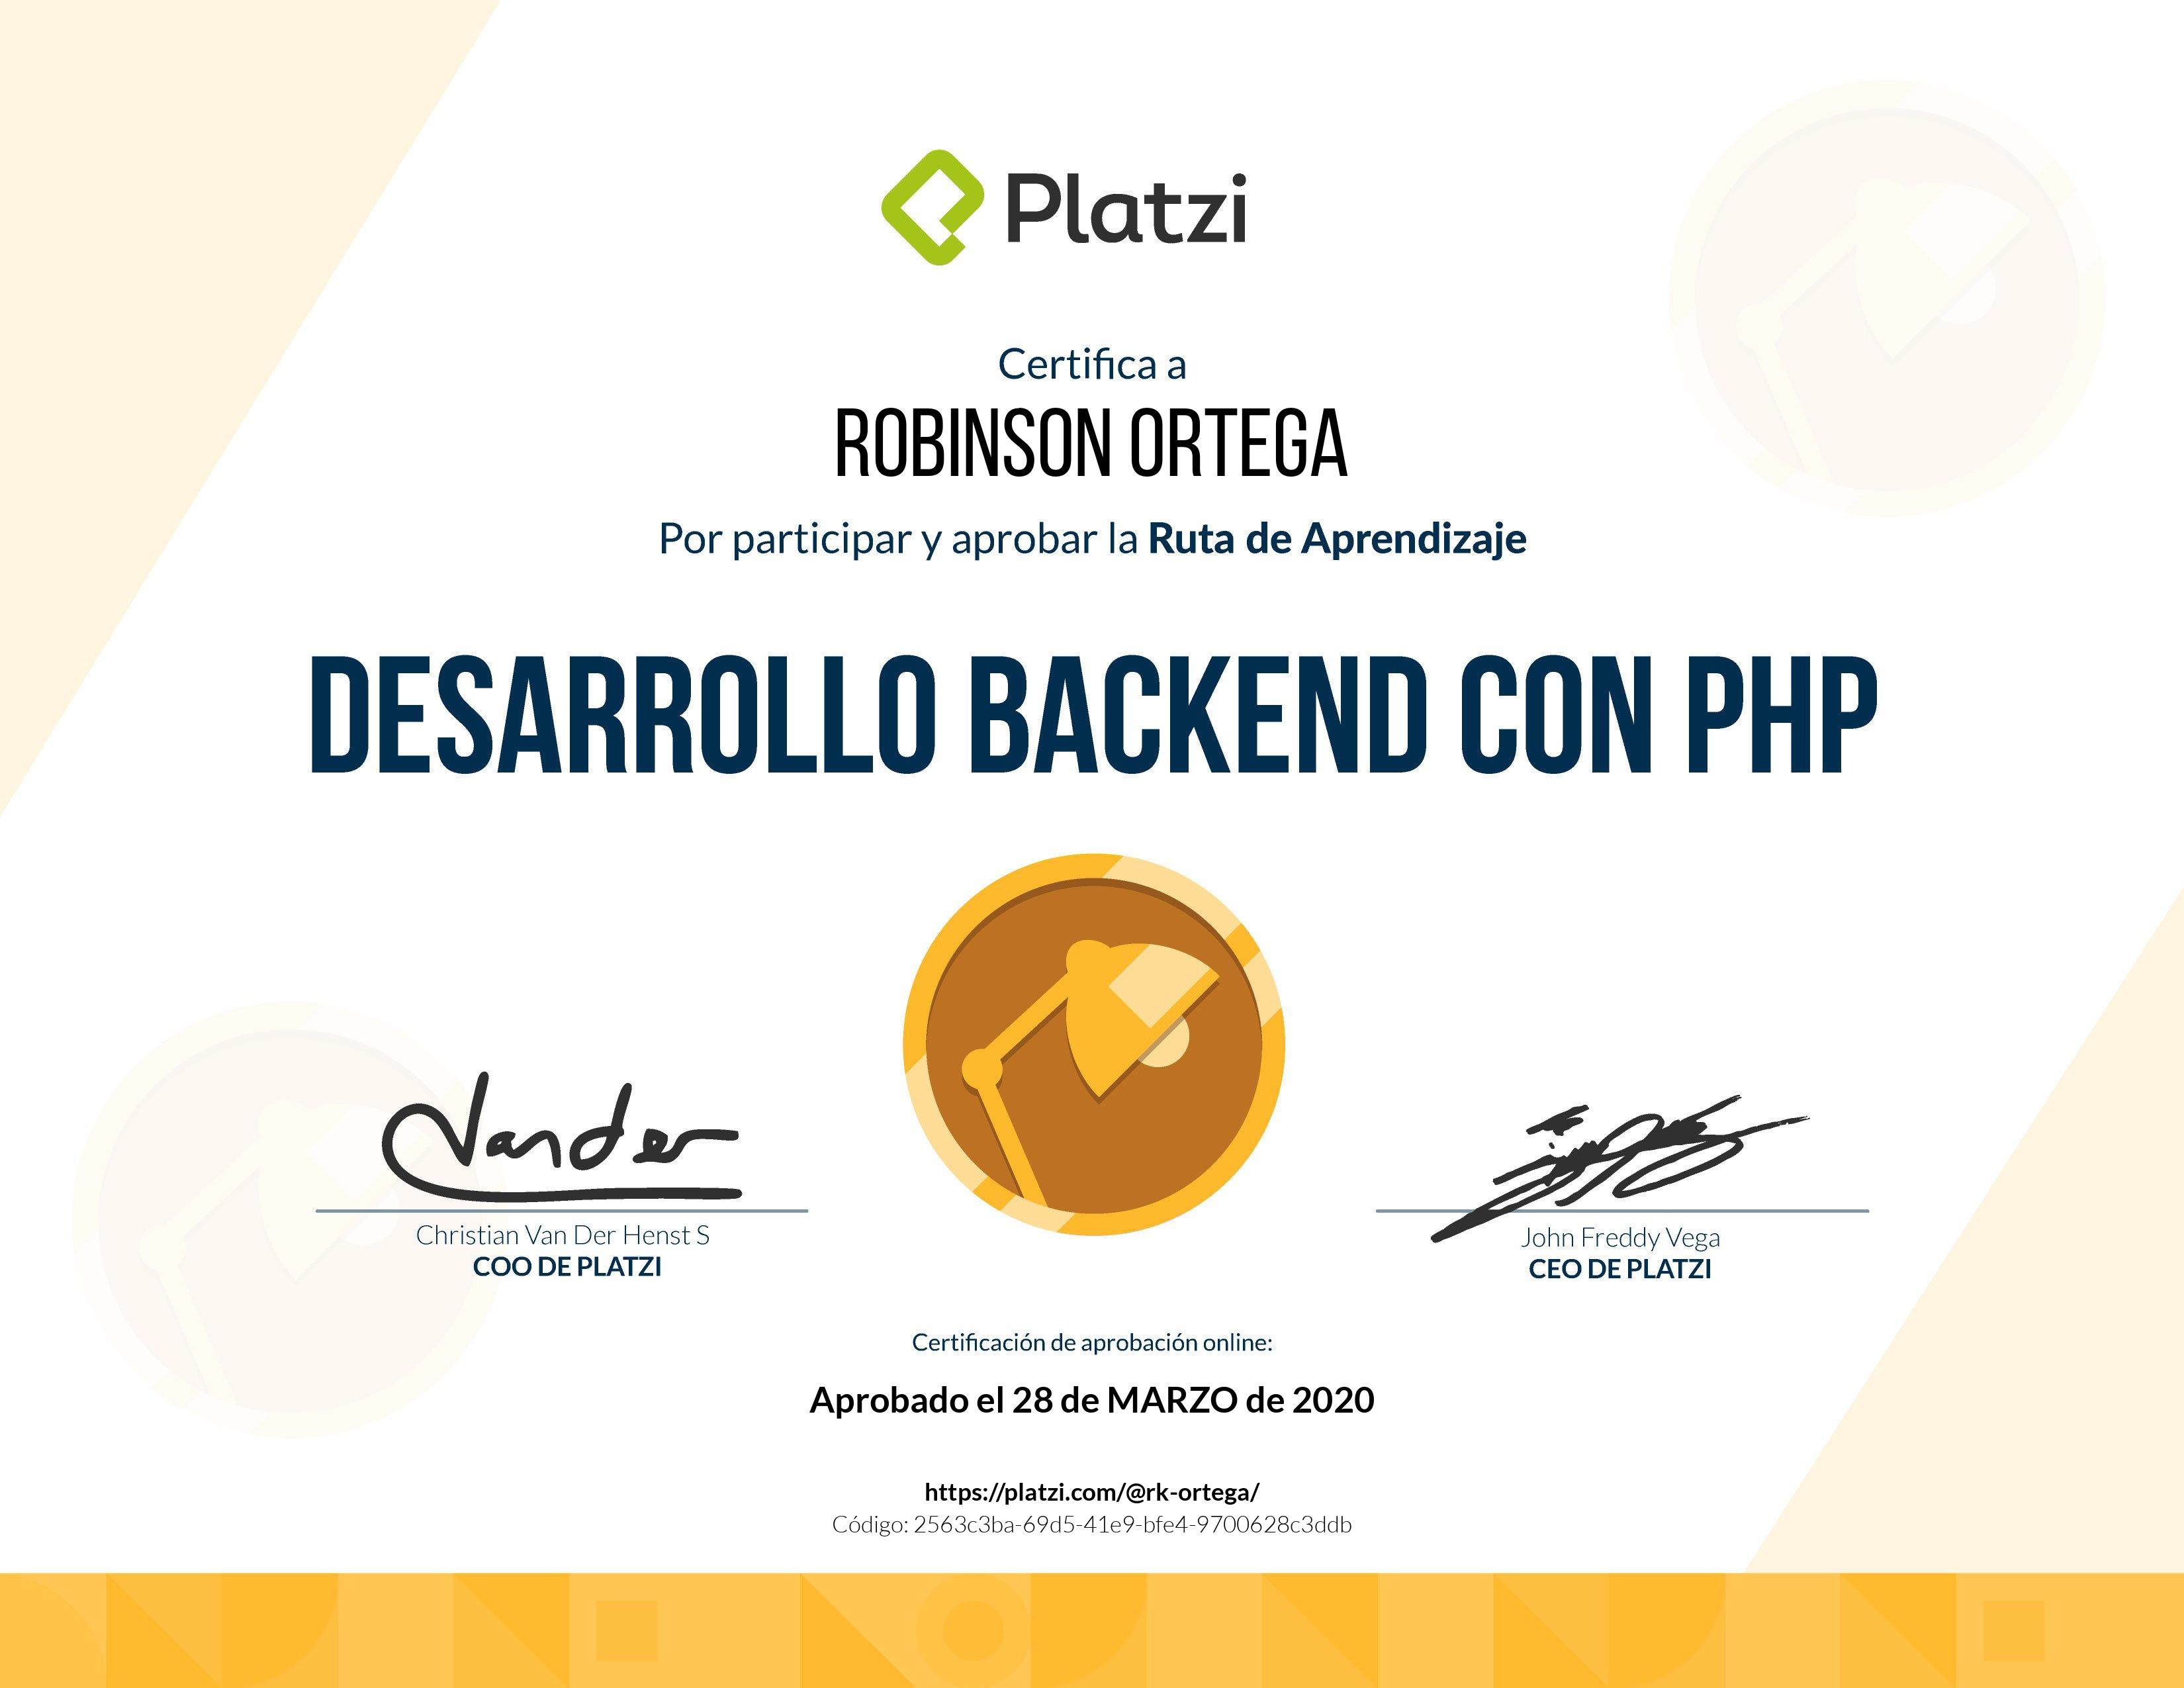 Platzi
Certifica a
ROBINSON ORTEGA
Por participar y aprobar la Ruta de Aprendizaje
DESARROLLO BACKEND CON PHP
Vander
Christian Van Der Henst S
COO DE PLATZI
John Freddy Vega
CEO DE PLATZI
Certificación de aprobación online:
Aprobado el 28 de MARZO de 2020
https://platzi.com/@rk-ortega/
Código: 2563c3ba-69d5-41e9-bfe4-9700628c3ddb